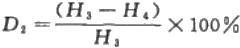 D₂ = (H₃ − H₄) / H₃ × 100%